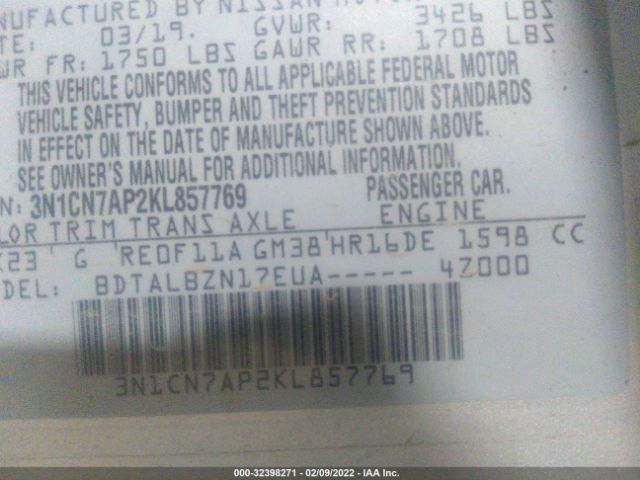 NUFACTURED BY NISSAN
TE: 03/19. GVWR: 3426 LBS
WR FR: 1750 LBS GAWR RR: 1708 LBS
THIS VEHICLE CONFORMS TO ALL APPLICABLE FEDERAL MOTOR
VEHICLE SAFETY, BUMPER AND THEFT PREVENTION STANDARDS
IN EFFECT ON THE DATE OF MANUFACTURE SHOWN ABOVE.
SEE OWNER'S MANUAL FOR ADDITIONAL INFORMATION.
N: 3N1CN7AP2KL857769 PASSENGER CAR.
LOR TRIM TRANS AXLE ENGINE
K23 G RE0F11A GM38 HR16DE 1598 CC
DEL: BDTALBZN17EUA----- 4Z000
3N1CN7AP2KL857769
000-32398271 - 02/09/2022 - IAA Inc.